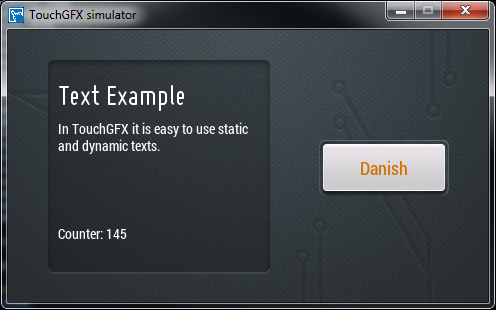 TouchGFX simulator
Text Example
In TouchGFX it is easy to use static
and dynamic texts.
Danish
Counter: 145